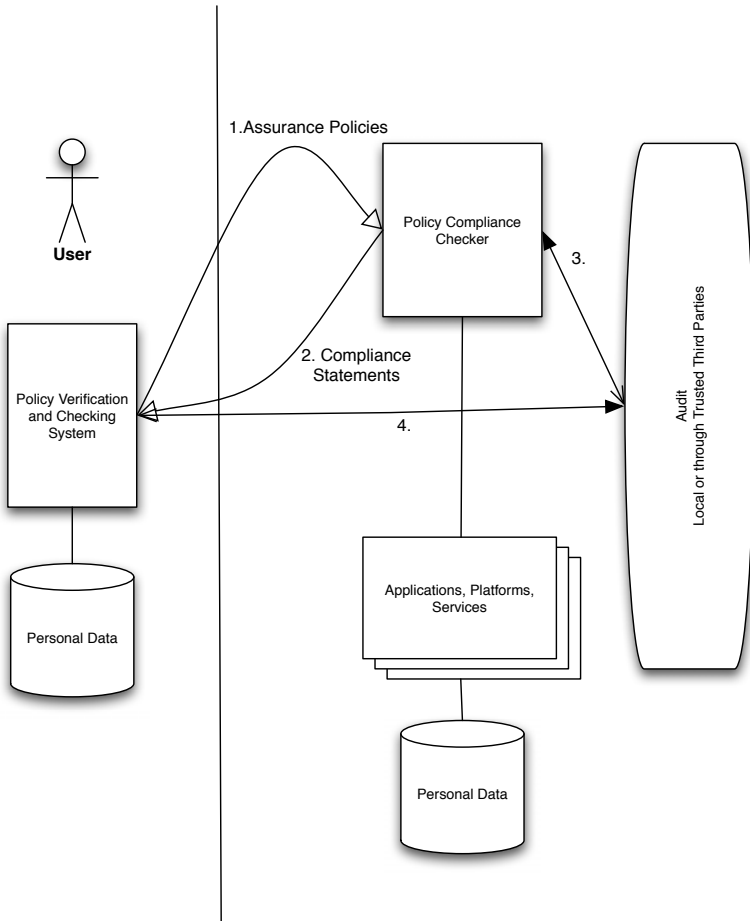 1.Assurance Policies
User
Policy Compliance
Checker
3.
2. Compliance
Statements
Policy Verification
and Checking
System
4.
Audit
Local or through Trusted Third Parties
Applications, Platforms,
Services
Personal Data
Personal Data